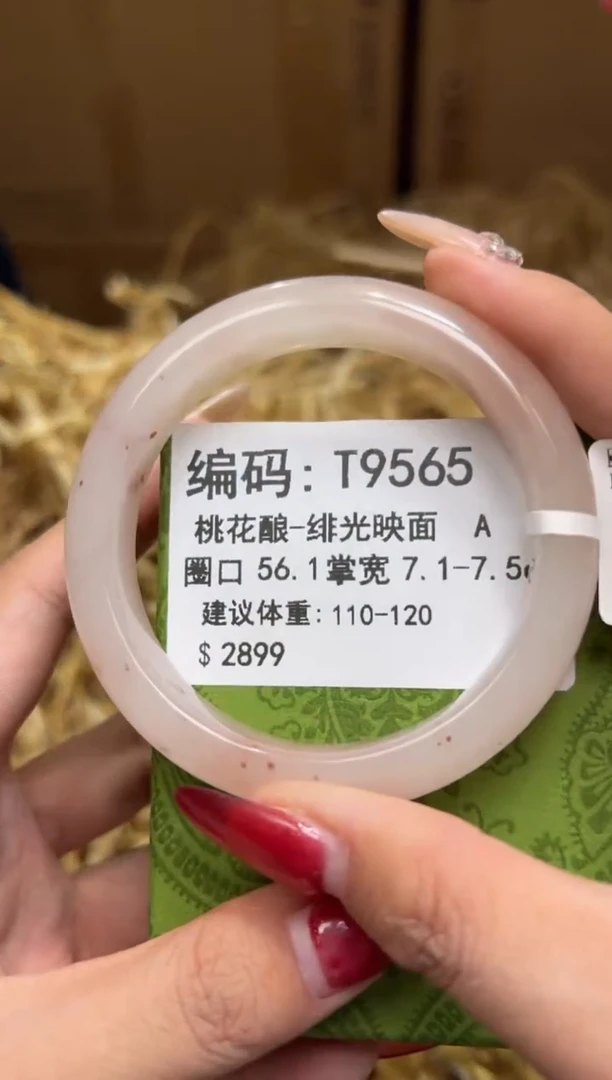 编码: T9565
桃花酿-绯光映面 A
圈口 56.1掌宽 7.1-7.5
建议体重: 110-120
$ 2899